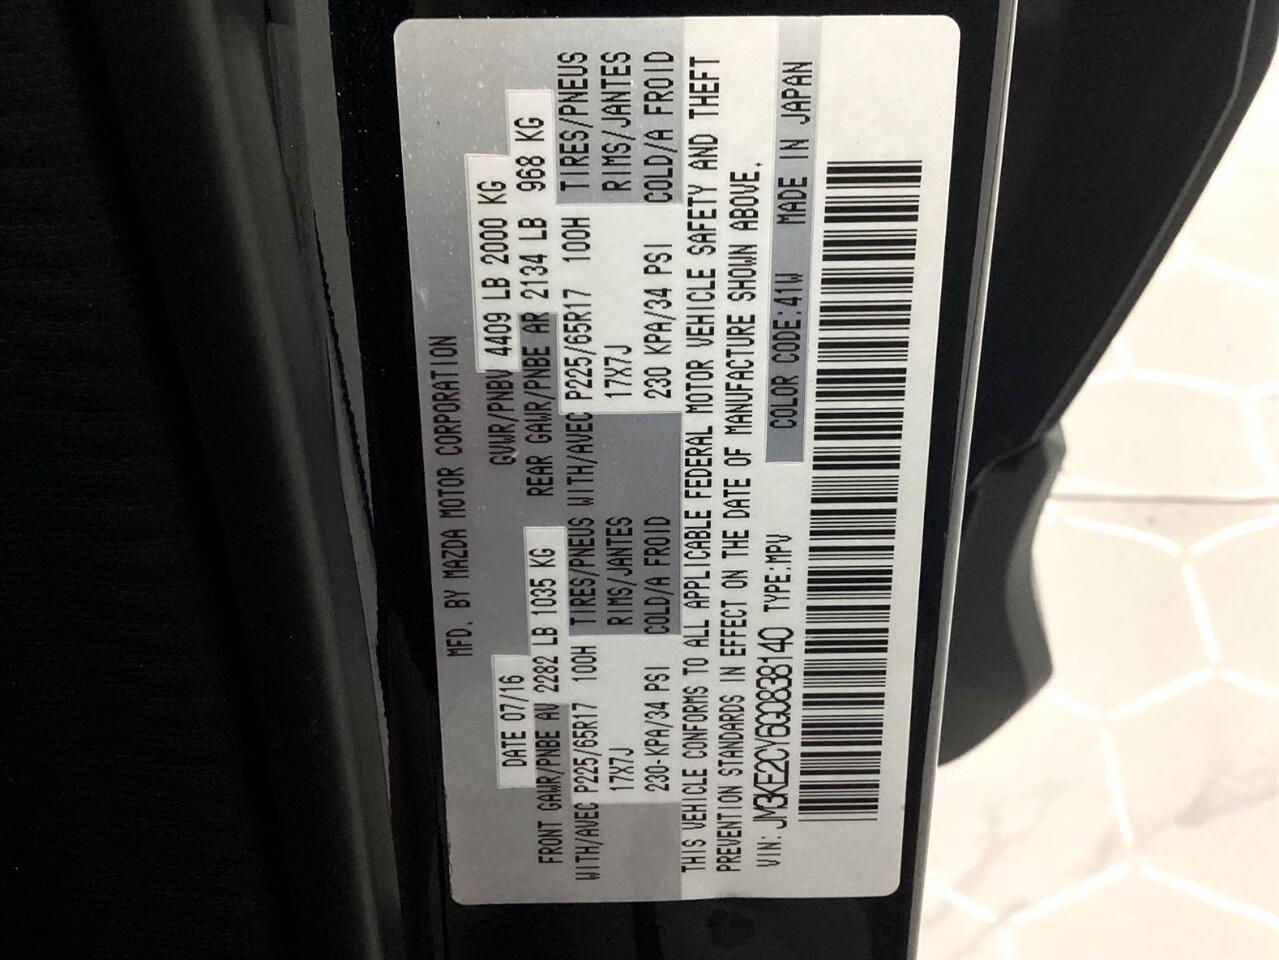 MFD. BY MAZDA MOTOR CORPORATION
DATE 07/16 GVWR/PNBV 4409 LB 2000 KG
FRONT GAWR/PNBE AV 2282 LB 1035 KG REAR GAWR/PNBE AR 2134 LB 968 KG
WITH/AVEC P225/65R17 100H TIRES/PNEUS WITH/AVEC P225/65R17 100H TIRES/PNEUS
17X7J RIMS/JANTES 17X7J RIMS/JANTES
230-KPA/34 PSI COLD/A FROID 230 KPA/34 PSI COLD/A FROID
THIS VEHICLE CONFORMS TO ALL APPLICABLE FEDERAL MOTOR VEHICLE SAFETY AND THEFT
PREVENTION STANDARDS IN EFFECT ON THE DATE OF MANUFACTURE SHOWN ABOVE.
VIN: JM3KE2CY6G0838140 TYPE:MPV COLOR CODE:41W MADE IN JAPAN